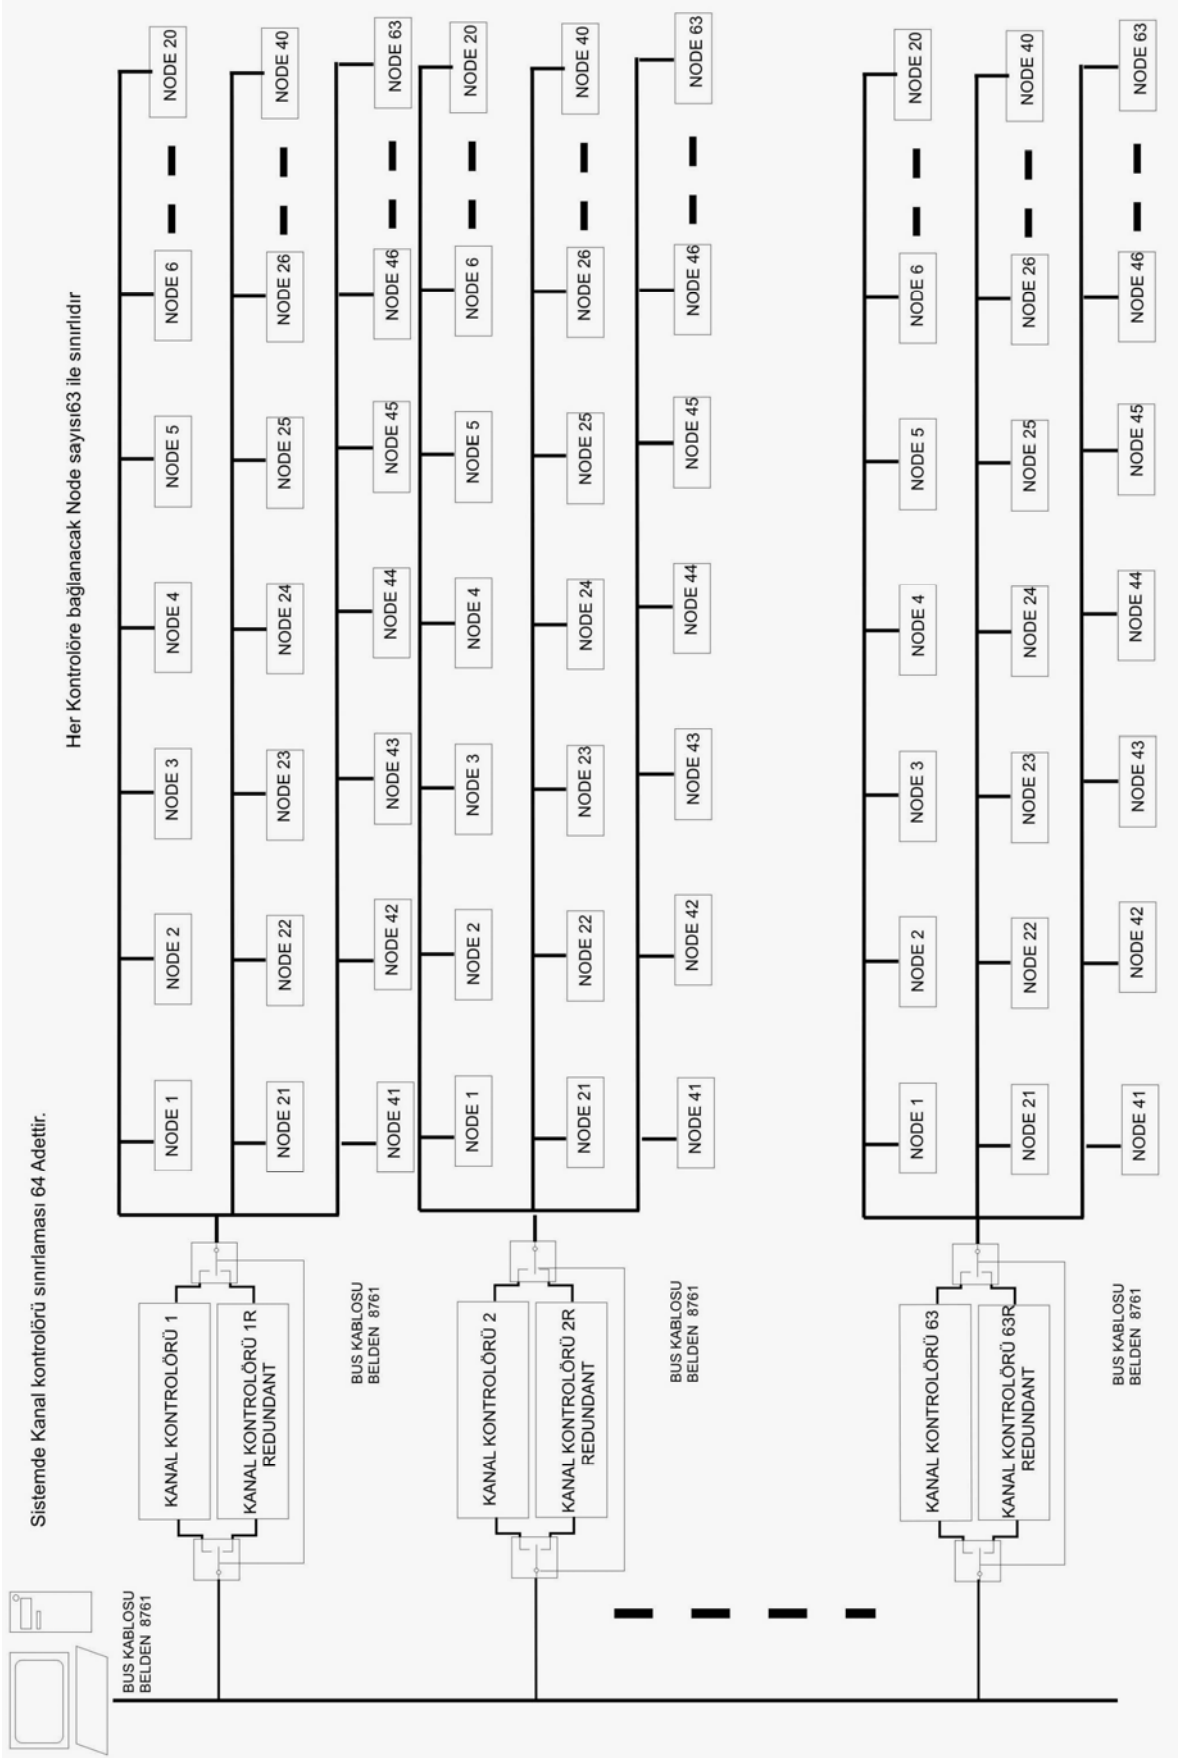 Sistemde Kanal kontrolörü sınırlaması 64 Adettir.
Her Kontrolöre bağlanacak Node sayısı63 ile sınırlıdır
BUS KABLOSU
BELDEN 8761
KANAL KONTROLÖRÜ 1
KANAL KONTROLÖRÜ 1R
REDUNDANT
BUS KABLOSU
BELDEN 8761
NODE 1
NODE 2
NODE 3
NODE 4
NODE 5
NODE 6
NODE 20
NODE 21
NODE 22
NODE 23
NODE 24
NODE 25
NODE 26
NODE 40
NODE 41
NODE 42
NODE 43
NODE 44
NODE 45
NODE 46
NODE 63
KANAL KONTROLÖRÜ 2
KANAL KONTROLÖRÜ 2R
REDUNDANT
BUS KABLOSU
BELDEN 8761
NODE 1
NODE 2
NODE 3
NODE 4
NODE 5
NODE 6
NODE 20
NODE 21
NODE 22
NODE 23
NODE 24
NODE 25
NODE 26
NODE 40
NODE 41
NODE 42
NODE 43
NODE 44
NODE 45
NODE 46
NODE 63
KANAL KONTROLÖRÜ 63
KANAL KONTROLÖRÜ 63R
REDUNDANT
BUS KABLOSU
BELDEN 8761
NODE 1
NODE 2
NODE 3
NODE 4
NODE 5
NODE 6
NODE 20
NODE 21
NODE 22
NODE 23
NODE 24
NODE 25
NODE 26
NODE 40
NODE 41
NODE 42
NODE 43
NODE 44
NODE 45
NODE 46
NODE 63